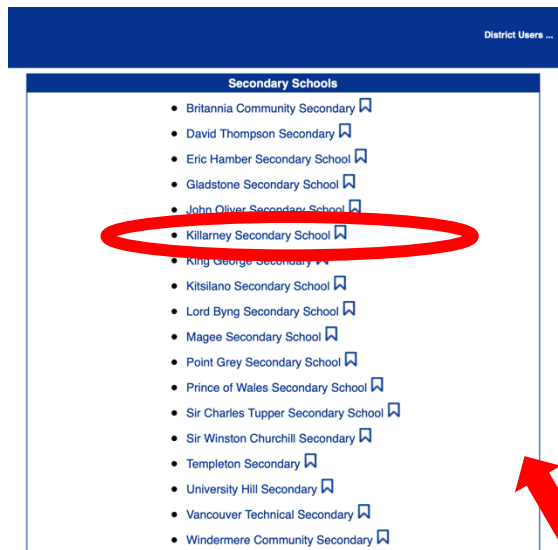 District Users ...
Secondary Schools
Britannia Community Secondary
David Thompson Secondary
Eric Hamber Secondary School
Gladstone Secondary School
John Oliver Secondary School
Killarney Secondary School
King George Secondary
Kitsilano Secondary School
Lord Byng Secondary School
Magee Secondary School
Point Grey Secondary School
Prince of Wales Secondary School
Sir Charles Tupper Secondary School
Sir Winston Churchill Secondary
Templeton Secondary
University Hill Secondary
Vancouver Technical Secondary
Windermere Community Secondary